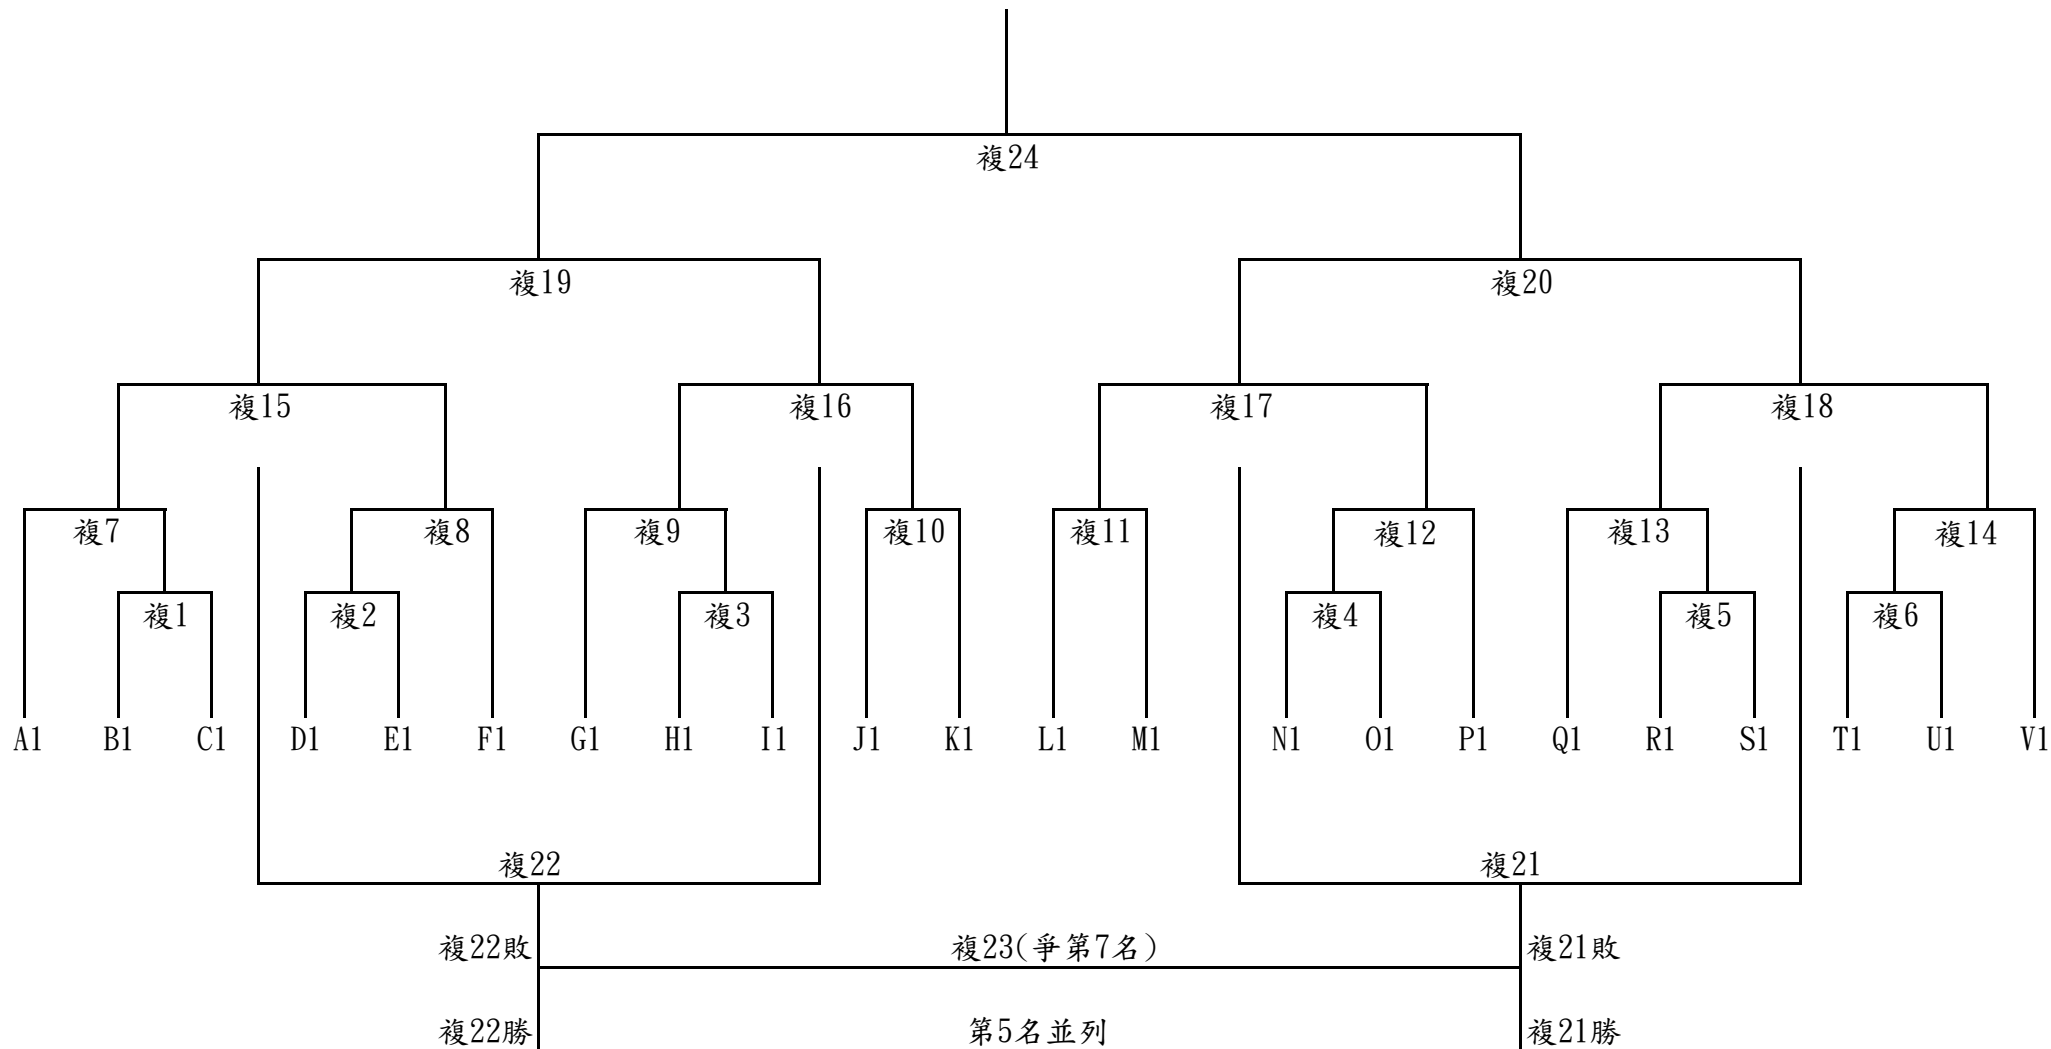 複24
複19 複20
複15 複16 複17 複18
複7 複8 複9 複10 複11 複12 複13 複14
複1 複2 複3 複4 複5 複6
A1 B1 C1 D1 E1 F1 G1 H1 I1 J1 K1 L1 M1 N1 O1 P1 Q1 R1 S1 T1 U1 V1
複22 複21
複22敗 複23(爭第7名) 複21敗
複22勝 第5名並列 複21勝